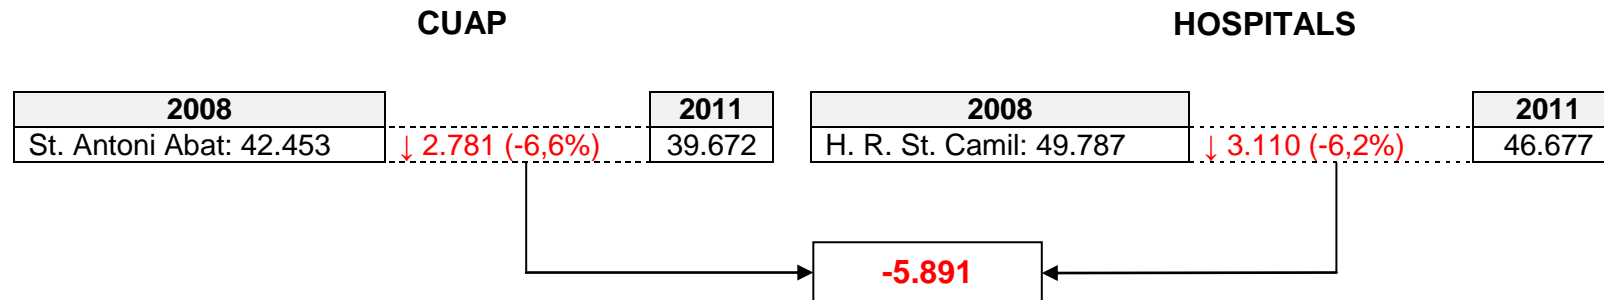 CUAP HOSPITALS
2008 2011 2008 2011
St. Antoni Abat: 42.453 ↓ 2.781 (-6,6%) 39.672 H. R. St. Camil: 49.787 ↓ 3.110 (-6,2%) 46.677
-5.891